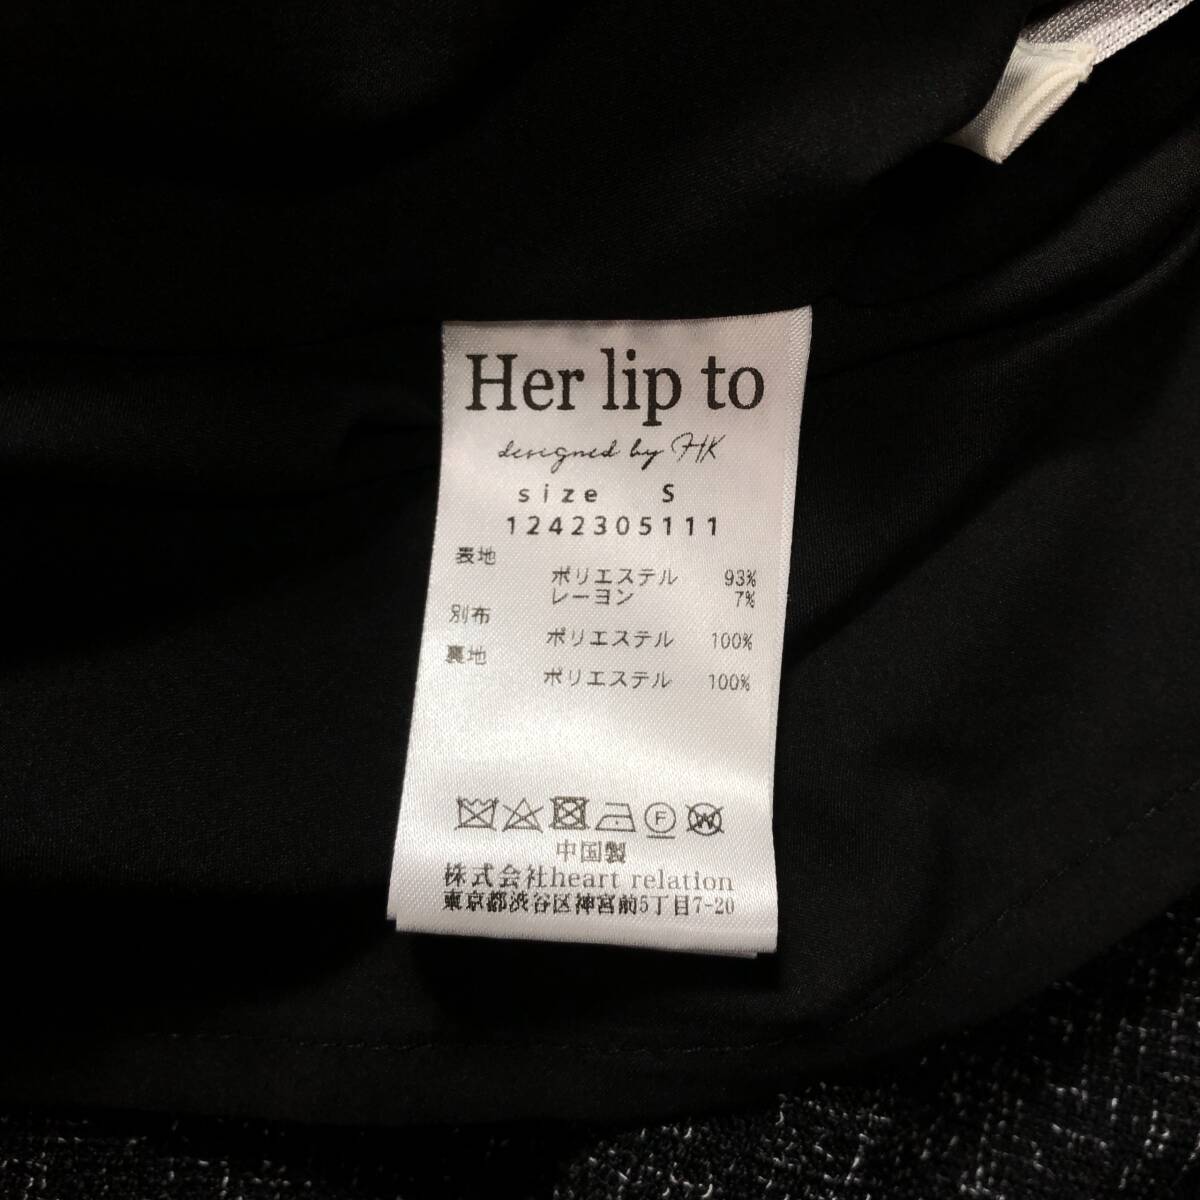 Her lip to
designed by HK
size S
1242305111
表地
ポリエステル 93%
レーヨン 7%
別布
ポリエステル 100%
裏地
ポリエステル 100%
F W
中国製
株式会社heart relation
東京都渋谷区神宮前5丁目7-20